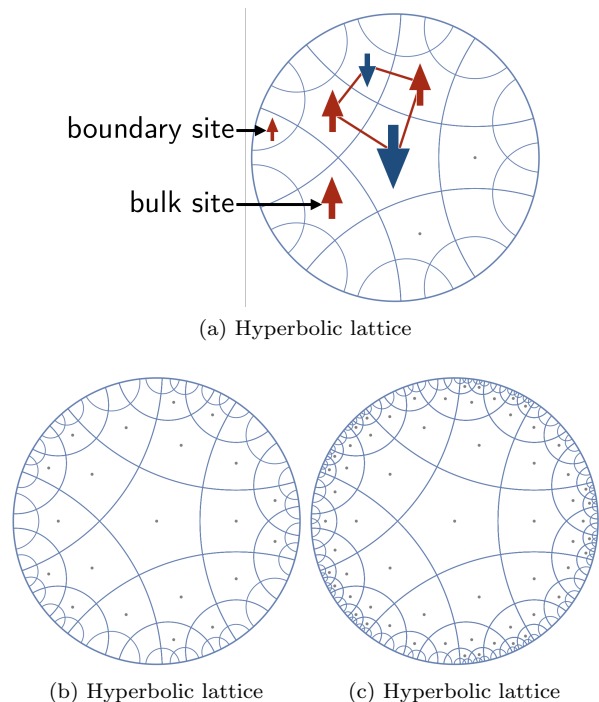 boundary site
bulk site
(a) Hyperbolic lattice
(b) Hyperbolic lattice
(c) Hyperbolic lattice